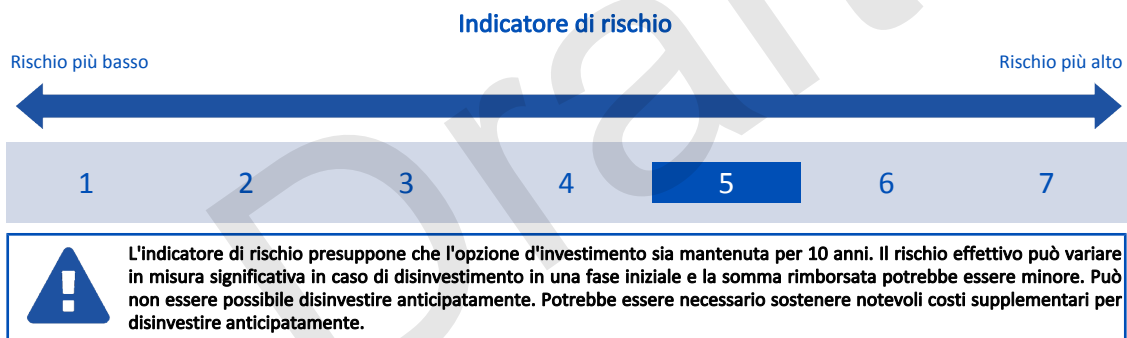 Indicatore di rischio
Rischio più basso
Rischio più alto
1 2 3 4 5 6 7
L'indicatore di rischio presuppone che l'opzione d'investimento sia mantenuta per 10 anni. Il rischio effettivo può variare
in misura significativa in caso di disinvestimento in una fase iniziale e la somma rimborsata potrebbe essere minore. Può
non essere possibile disinvestire anticipatamente. Potrebbe essere necessario sostenere notevoli costi supplementari per
disinvestire anticipatamente.
Draft